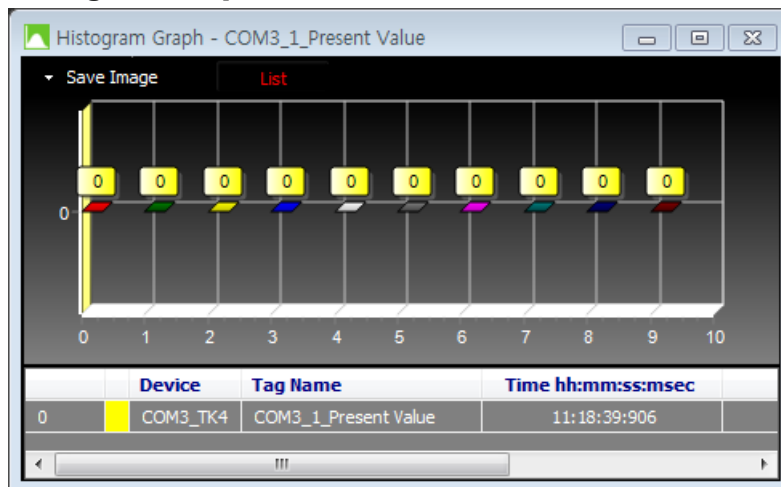 Histogram Graph - COM3_1_Present Value
Save Image List
0 0 0 0 0 0 0 0 0 0
0
0 1 2 3 4 5 6 7 8 9 10
Device Tag Name Time hh:mm:ss:msec
0 COM3_TK4 COM3_1_Present Value 11:18:39:906